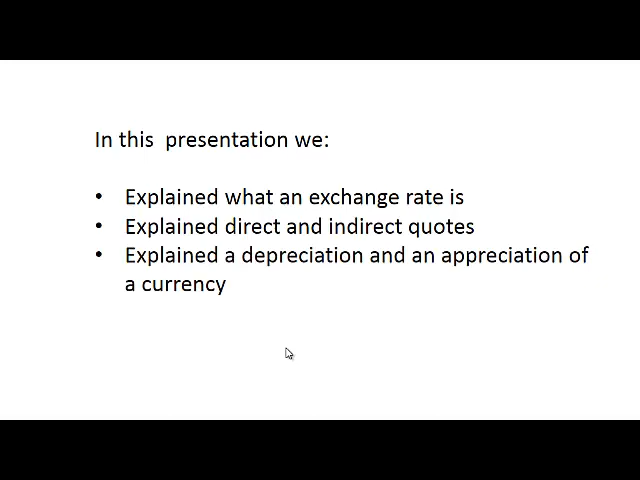 In this  presentation we:
• Explained what an exchange rate is
• Explained direct and indirect quotes
• Explained a depreciation and an appreciation of
a currency